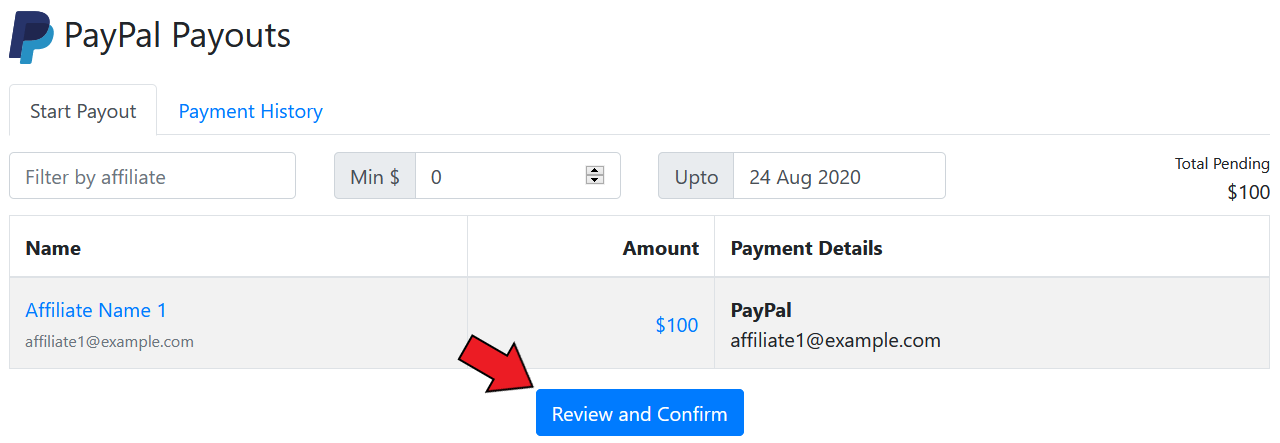 PayPal Payouts
Start Payout Payment History
Filter by affiliate Min $ 0 Upto 24 Aug 2020 Total Pending
$100
Name Amount Payment Details
Affiliate Name 1 PayPal
$100
affiliate1@example.com affiliate1@example.com
Review and Confirm